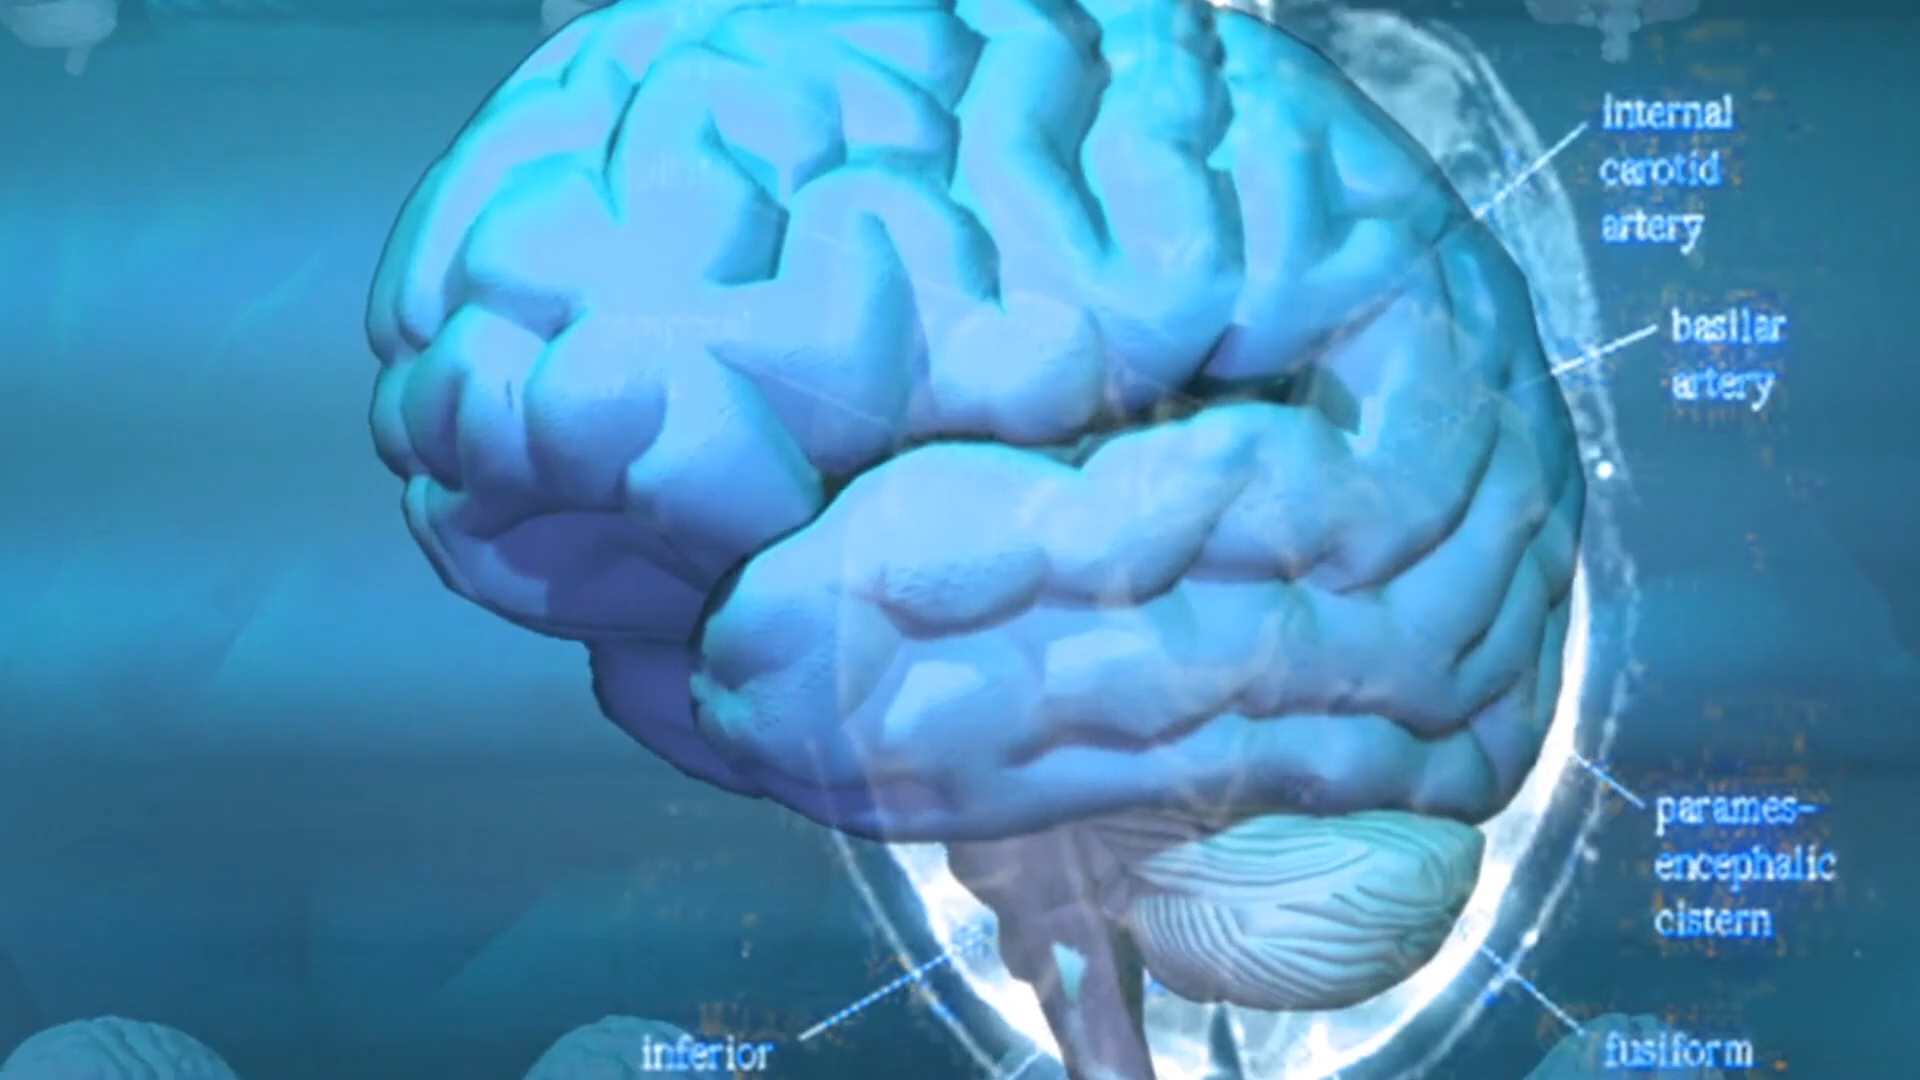 internal
carotid
artery
basilar
artery
parames-
encephalic
cistern
inferior
fusiform